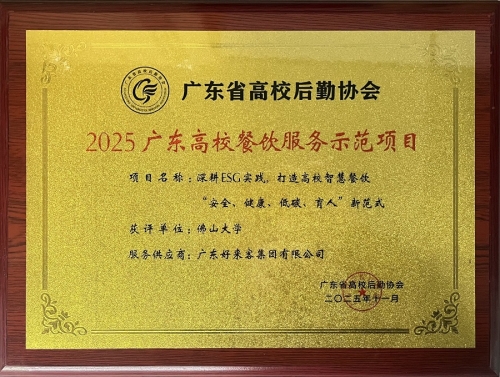 广东省高校后勤协会
2025 广东高校餐饮服务示范项目
项目名称：深耕ESG实践，打造高校智慧餐饮
“安全、健康、低碳、育人”新范式
获评单位：佛山大学
服务供应商：广东好来客集团有限公司
广东省高校后勤协会
二〇二五年十一月